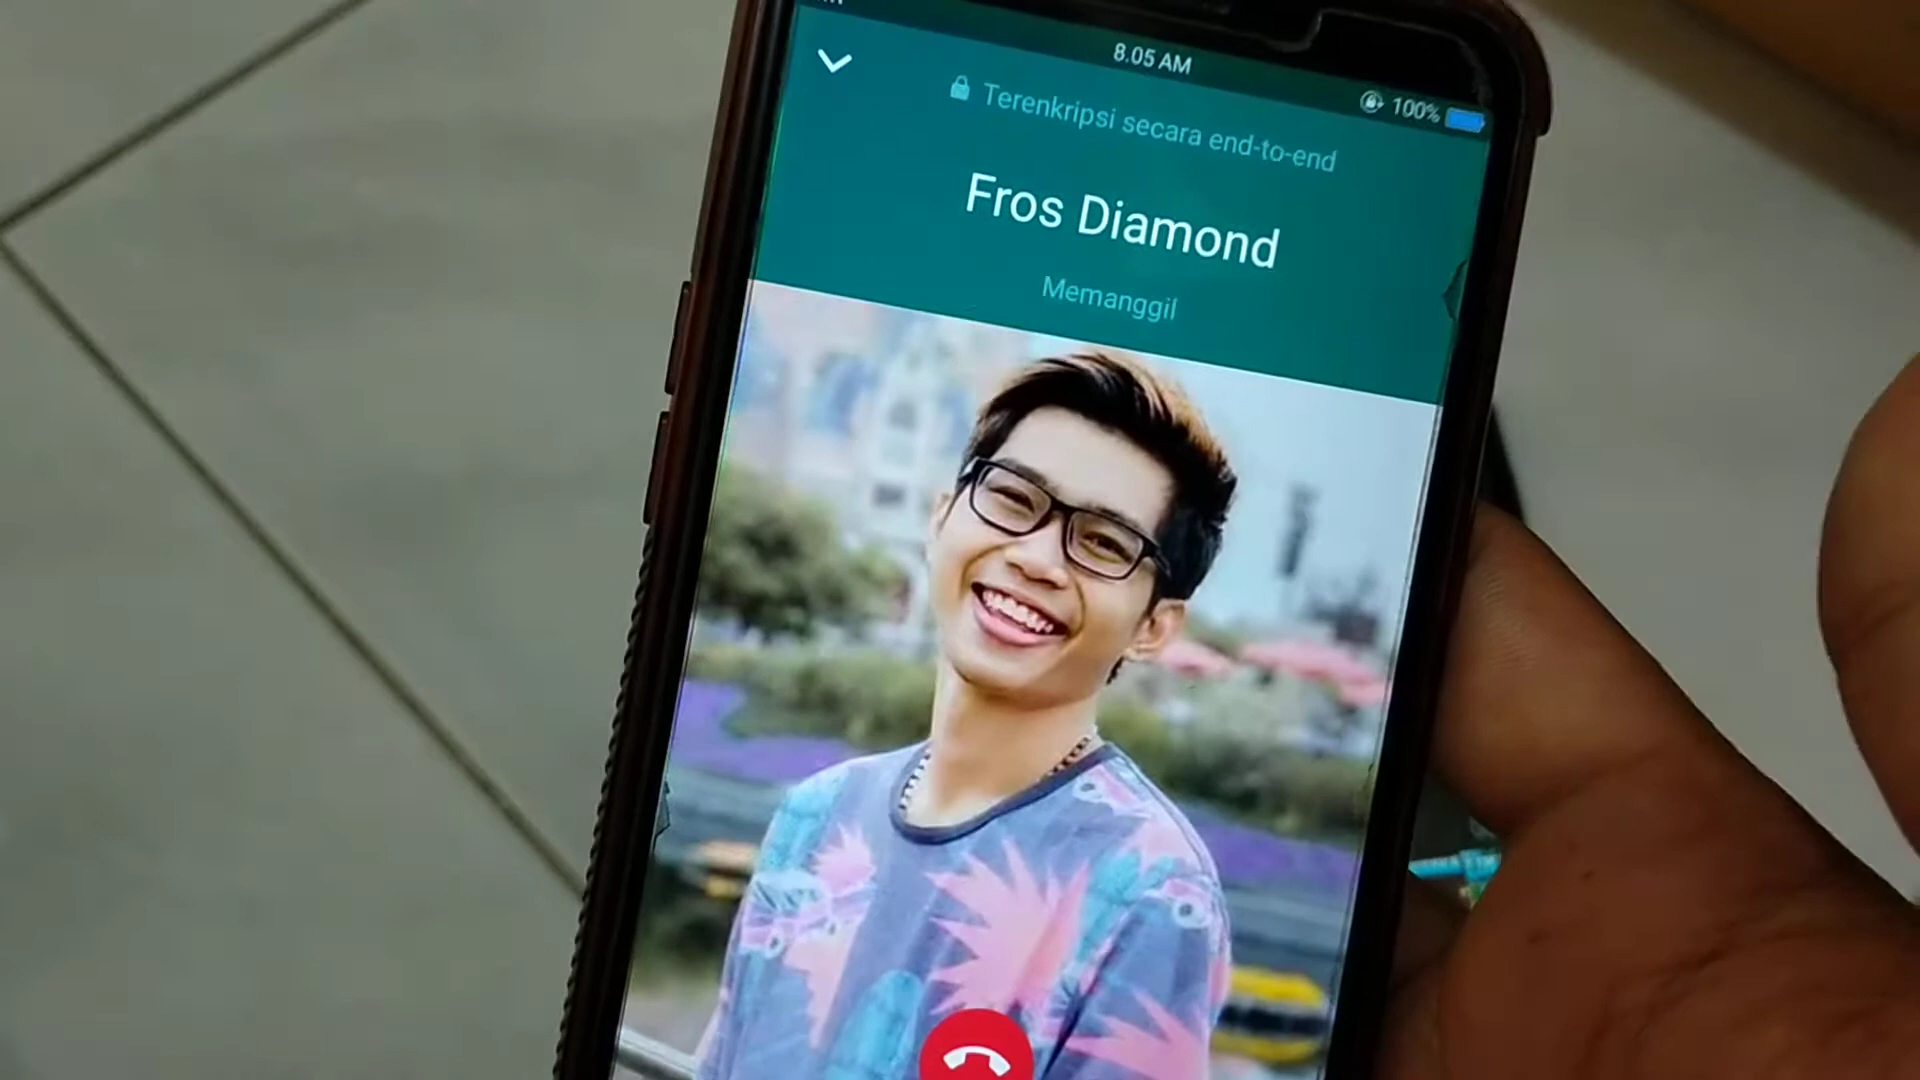 8.05 AM
100%
Terenkripsi secara end-to-end
Fros Diamond
Memanggil